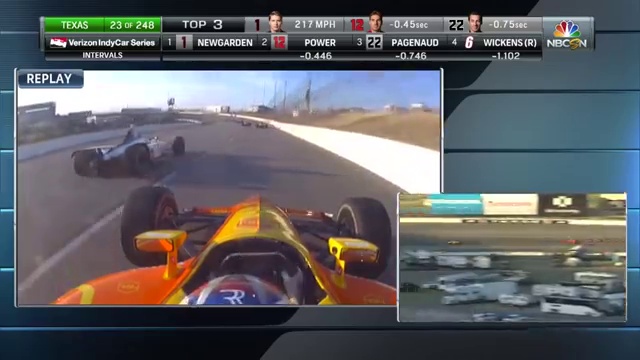 TEXAS 23 OF 248 TOP 3 1 217 MPH 12 -0.45SEC 22 -0.75SEC
Verizon IndyCar Series 1 1 NEWGARDEN 2 12 POWER 3 22 PAGENAUD 4 6 WICKENS (R) NBCSN
INTERVALS -0.446 -0.746 -1.102
REPLAY
RR